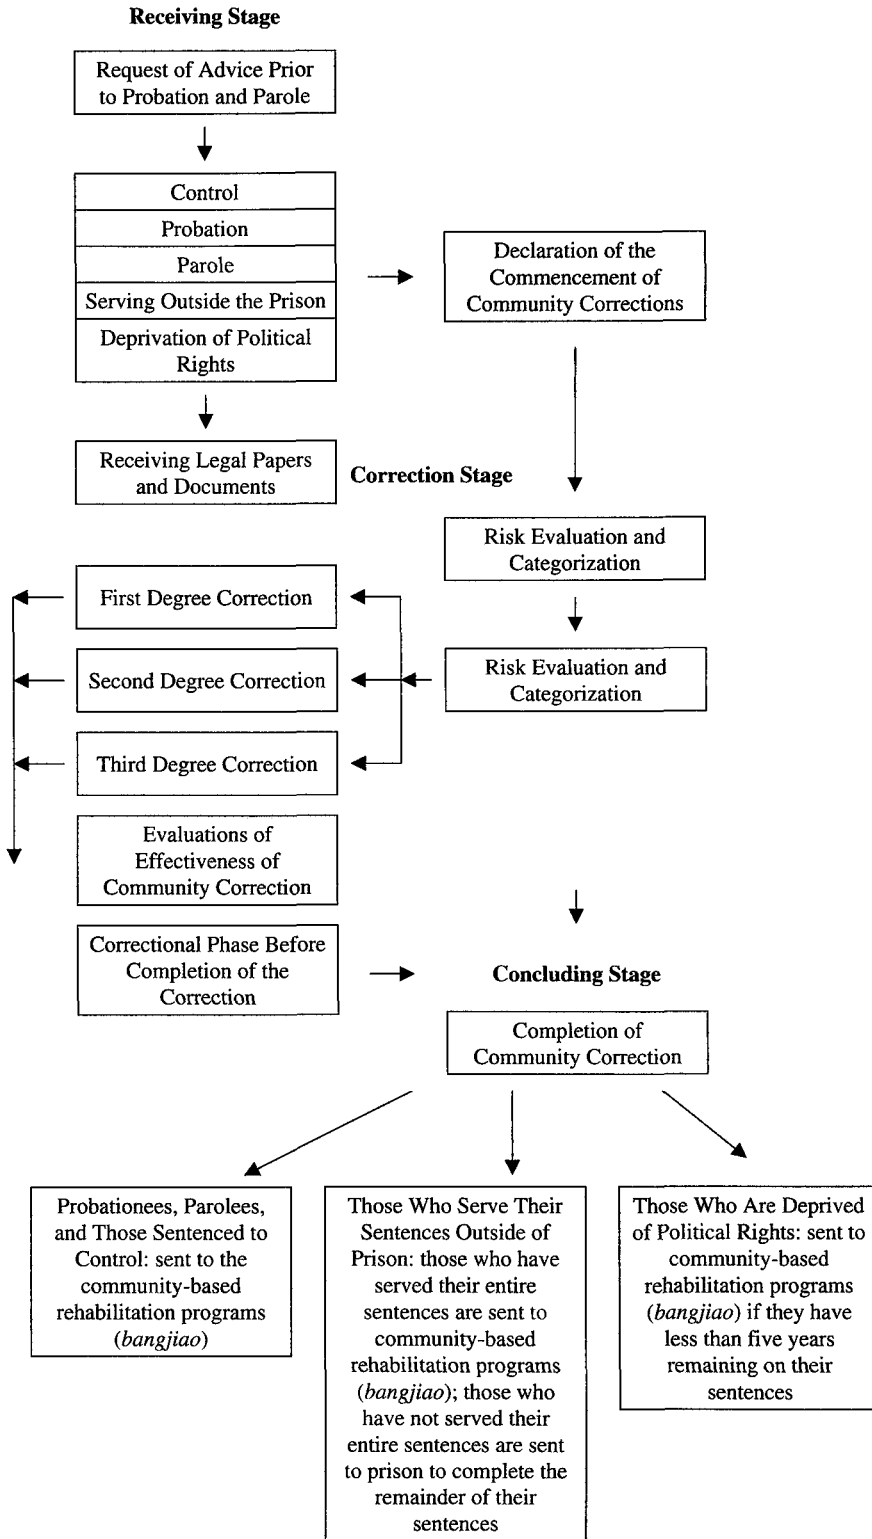 Receiving Stage
Request of Advice Prior
to Probation and Parole
Control
Probation
Parole
Serving Outside the Prison
Deprivation of Political
Rights
Declaration of the
Commencement of
Community Corrections
Receiving Legal Papers
and Documents
Correction Stage
Risk Evaluation and
Categorization
First Degree Correction
Second Degree Correction
Risk Evaluation and
Categorization
Third Degree Correction
Evaluations of
Effectiveness of
Community Correction
Correctional Phase Before
Completion of the
Correction
Concluding Stage
Completion of
Community Correction
Probationees, Parolees,
and Those Sentenced to
Control: sent to the
community-based
rehabilitation programs
(bangjiao)
Those Who Serve Their
Sentences Outside of
Prison: those who have
served their entire
sentences are sent to
community-based
rehabilitation programs
(bangjiao); those who
have not served their
entire sentences are sent
to prison to complete the
remainder of their
sentences
Those Who Are Deprived
of Political Rights: sent to
community-based
rehabilitation programs
(bangjiao) if they have
less than five years
remaining on their
sentences